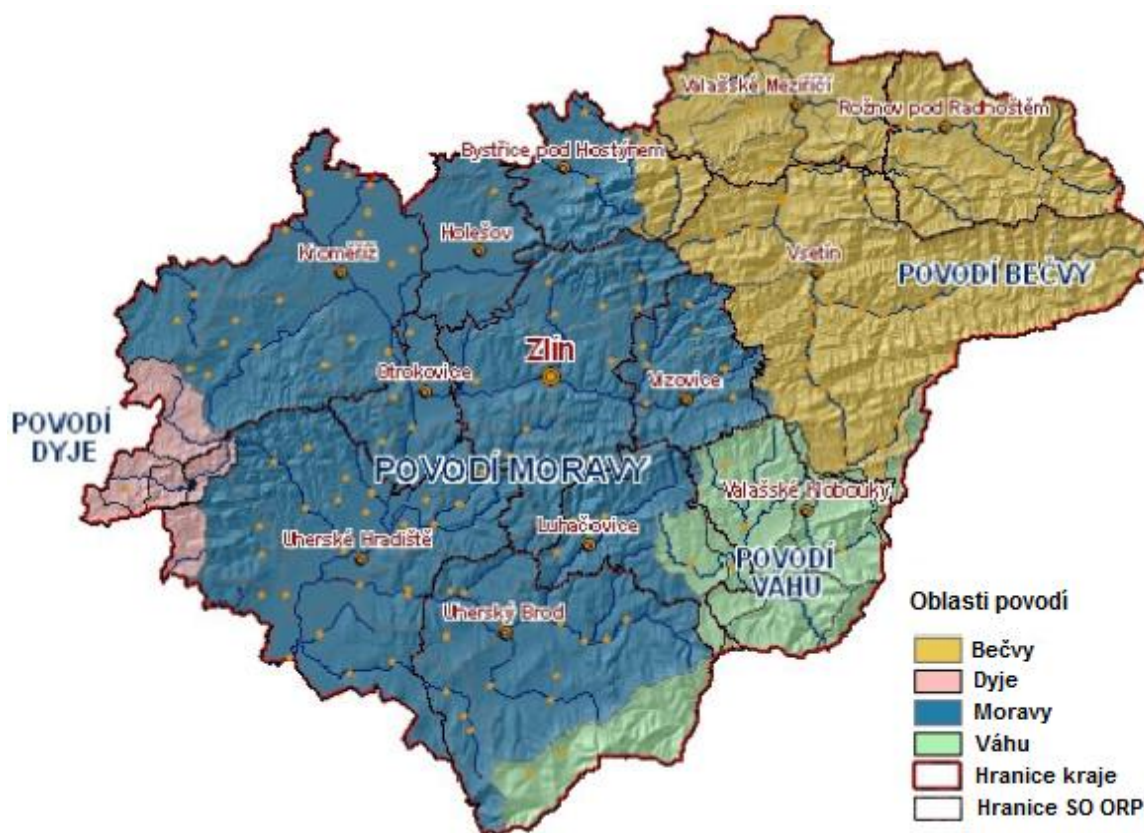 Valašské Meziříčí
Rožnov pod Radhoštěm
Bystřice pod Hostýnem
Holešov
Kroměříž
Vsetín
POVODÍ BEČVY
Zlín
Otrokovice
Vizovice
POVODÍ
DYJE
POVODÍ MORAVY
Valašské Klobouky
Luhačovice
Uherské Hradiště
POVODÍ
VÁHU
Uherský Brod
Oblasti povodí
Bečvy
Dyje
Moravy
Váhu
Hranice kraje
Hranice SO ORP